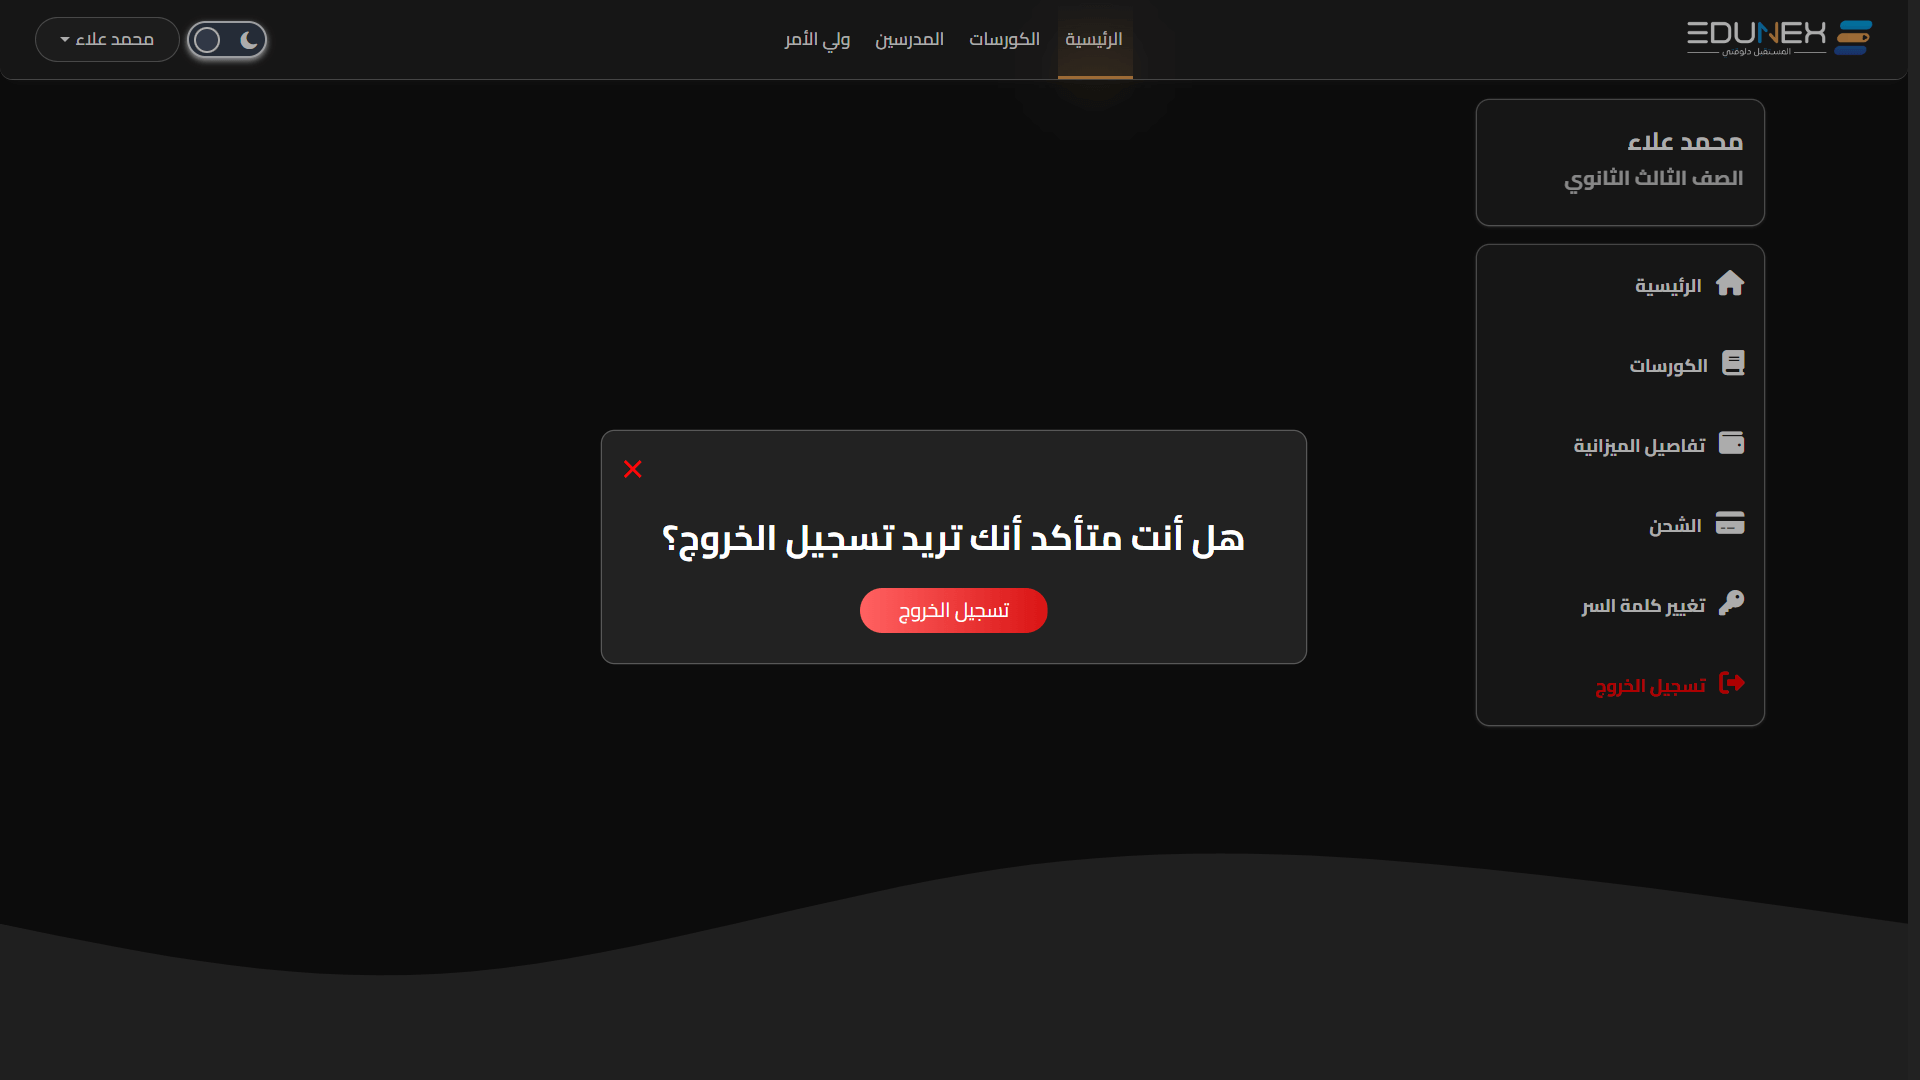 EDUNEX
المستقبل دلوقتي
الرئيسية
الكورسات
المدرسين
ولي الأمر
محمد علاء
محمد علاء
الصف الثالث الثانوي
الرئيسية
الكورسات
تفاصيل الميزانية
الشحن
تغيير كلمة السر
تسجيل الخروج
هل أنت متأكد أنك تريد تسجيل الخروج؟
تسجيل الخروج